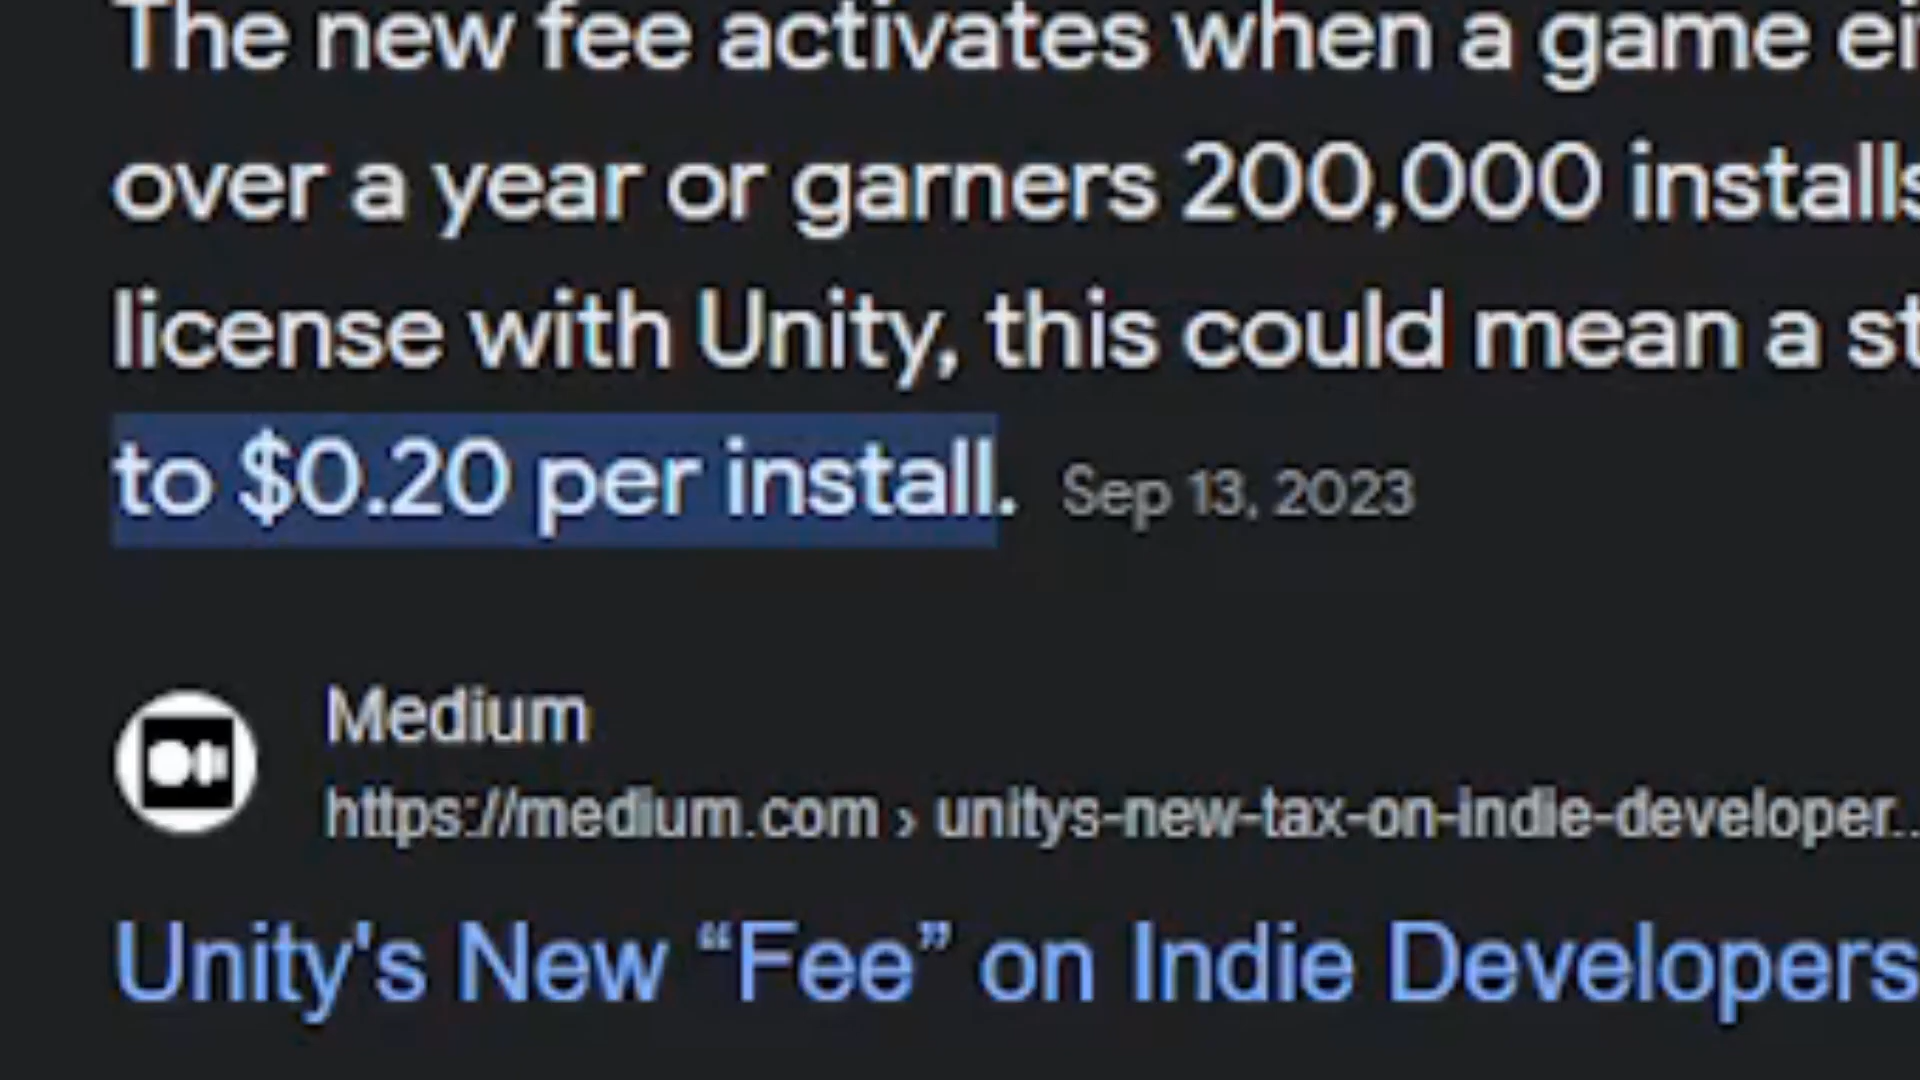 The new fee activates when a game
over a year or garners 200,000 installs
license with Unity, this could mean a
to $0.20 per install. Sep 13, 2023
Medium
https://medium.com › unitys-new-tax-on-indie-developer...
Unity's New “Fee” on Indie Developers